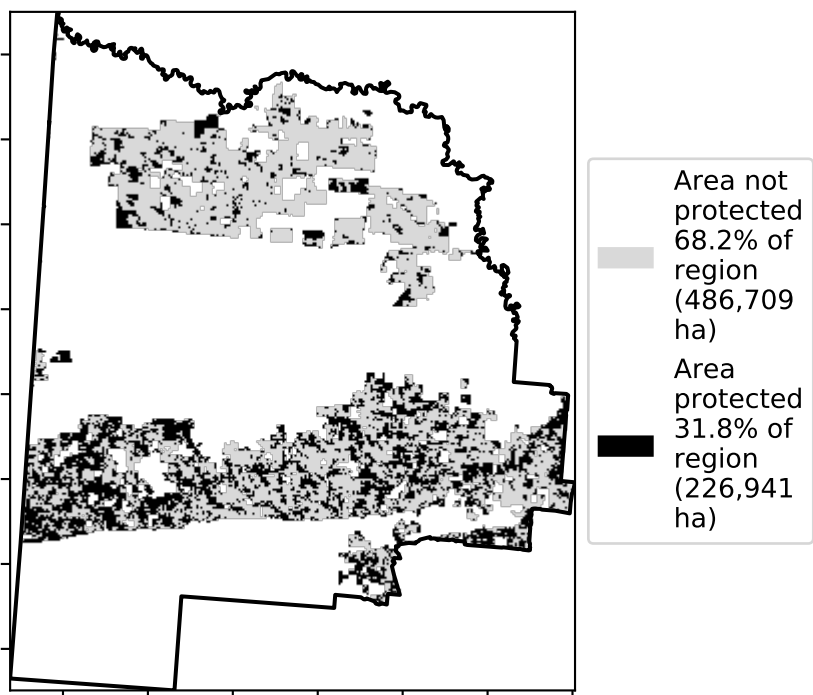 Area not
protected
68.2% of
region
(486,709
ha)
Area
protected
31.8% of
region
(226,941
ha)